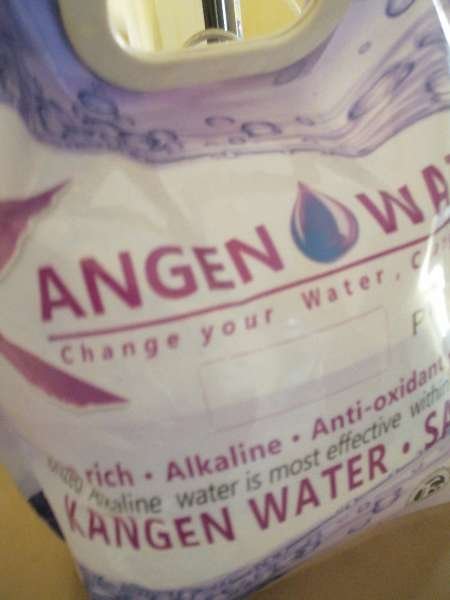 ANGEN WA
Change your Water, C
F
rich • Alkaline • Anti-oxidant
Alkaline water is most effective within
KANGEN WATER • SA